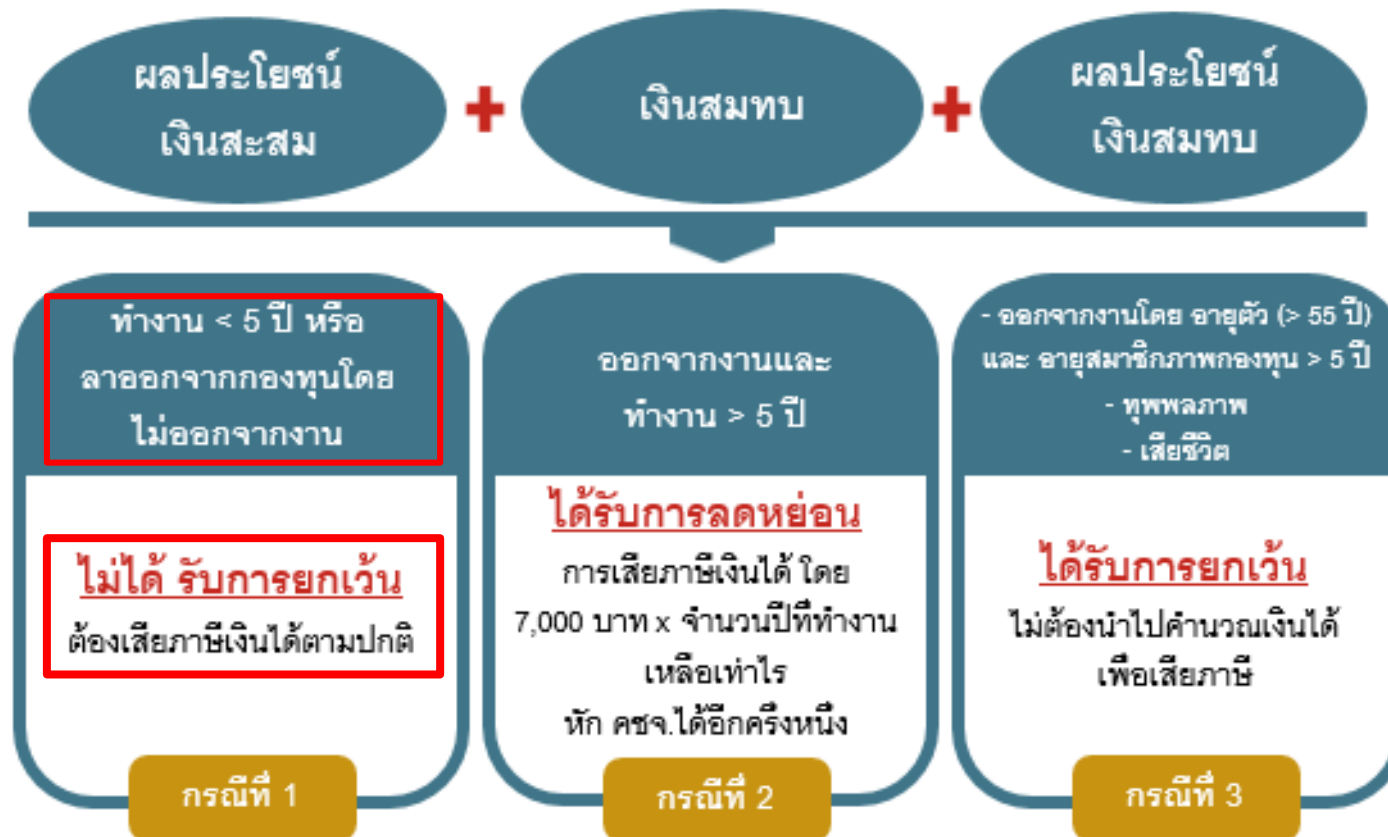 ผลประโยชน์
เงินสะสม
+
เงินสมทบ
+
ผลประโยชน์
เงินสมทบ
ทำงาน < 5 ปี หรือ
ลาออกจากกองทุนโดย
ไม่ออกจากงาน
ไม่ได้ รับการยกเว้น
ต้องเสียภาษีเงินได้ตามปกติ
กรณีที่ 1
ออกจากงานและ
ทำงาน > 5 ปี
ได้รับการลดหย่อน
การเสียภาษีเงินได้ โดย
7,000 บาท x จำนวนปีที่ทำงาน
เหลือเท่าไร
หัก คชจ.ได้อีกครึ่งหนึ่ง
กรณีที่ 2
- ออกจากงานโดย อายุตัว (> 55 ปี)
และ อายุสมาชิกภาพกองทุน > 5 ปี
- ทุพพลภาพ
- เสียชีวิต
ได้รับการยกเว้น
ไม่ต้องนำไปคำนวณเงินได้
เพื่อเสียภาษี
กรณีที่ 3